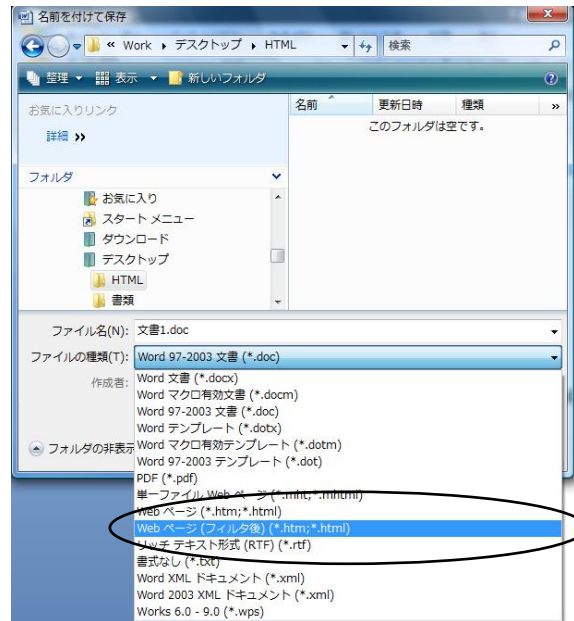 名前を付けて保存
« Work ▸ デスクトップ ▸ HTML 検索
整理 表示 新しいフォルダ
お気に入りリンク
詳細 »
名前 更新日時 種類 »
このフォルダは空です。
フォルダ
お気に入り
スタート メニュー
ダウンロード
デスクトップ
HTML
書類
ファイル名(N): 文書1.doc
ファイルの種類(T): Word 97-2003 文書 (*.doc)
作成者:
フォルダの非表示
Word 文書 (*.docx)
Word マクロ有効文書 (*.docm)
Word 97-2003 文書 (*.doc)
Word テンプレート (*.dotx)
Word マクロ有効テンプレート (*.dotm)
Word 97-2003 テンプレート (*.dot)
PDF (*.pdf)
単一ファイル Web ページ (*.mht;*.mhtml)
Web ページ (*.htm;*.html)
Web ページ (フィルタ後) (*.htm;*.html)
リッチ テキスト形式 (RTF) (*.rtf)
書式なし (*.txt)
Word XML ドキュメント (*.xml)
Word 2003 XML ドキュメント (*.xml)
Works 6.0 - 9.0 (*.wps)